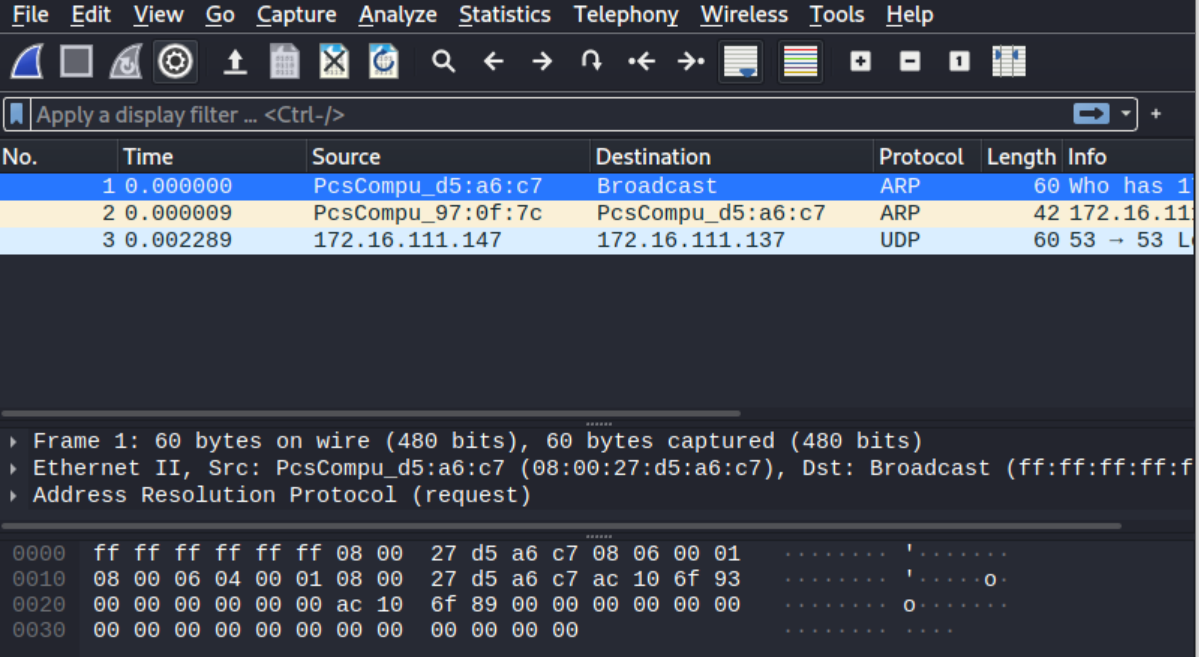 File Edit View Go Capture Analyze Statistics Telephony Wireless Tools Help
Apply a display filter ... <Ctrl-/>
No. Time Source Destination Protocol Length Info
1 0.000000 PcsCompu_d5:a6:c7 Broadcast ARP 60 Who has 1
2 0.000009 PcsCompu_97:0f:7c PcsCompu_d5:a6:c7 ARP 42 172.16.11
3 0.002289 172.16.111.147 172.16.111.137 UDP 60 53 → 53 L
Frame 1: 60 bytes on wire (480 bits), 60 bytes captured (480 bits)
Ethernet II, Src: PcsCompu_d5:a6:c7 (08:00:27:d5:a6:c7), Dst: Broadcast (ff:ff:ff:ff:f
Address Resolution Protocol (request)
0000 ff ff ff ff ff ff 08 00 27 d5 a6 c7 08 06 00 01 ········ '·······
0010 08 00 06 04 00 01 08 00 27 d5 a6 c7 ac 10 6f 93 ········ '·····o·
0020 00 00 00 00 00 00 ac 10 6f 89 00 00 00 00 00 00 ········ o·······
0030 00 00 00 00 00 00 00 00 00 00 00 00 ········ ····